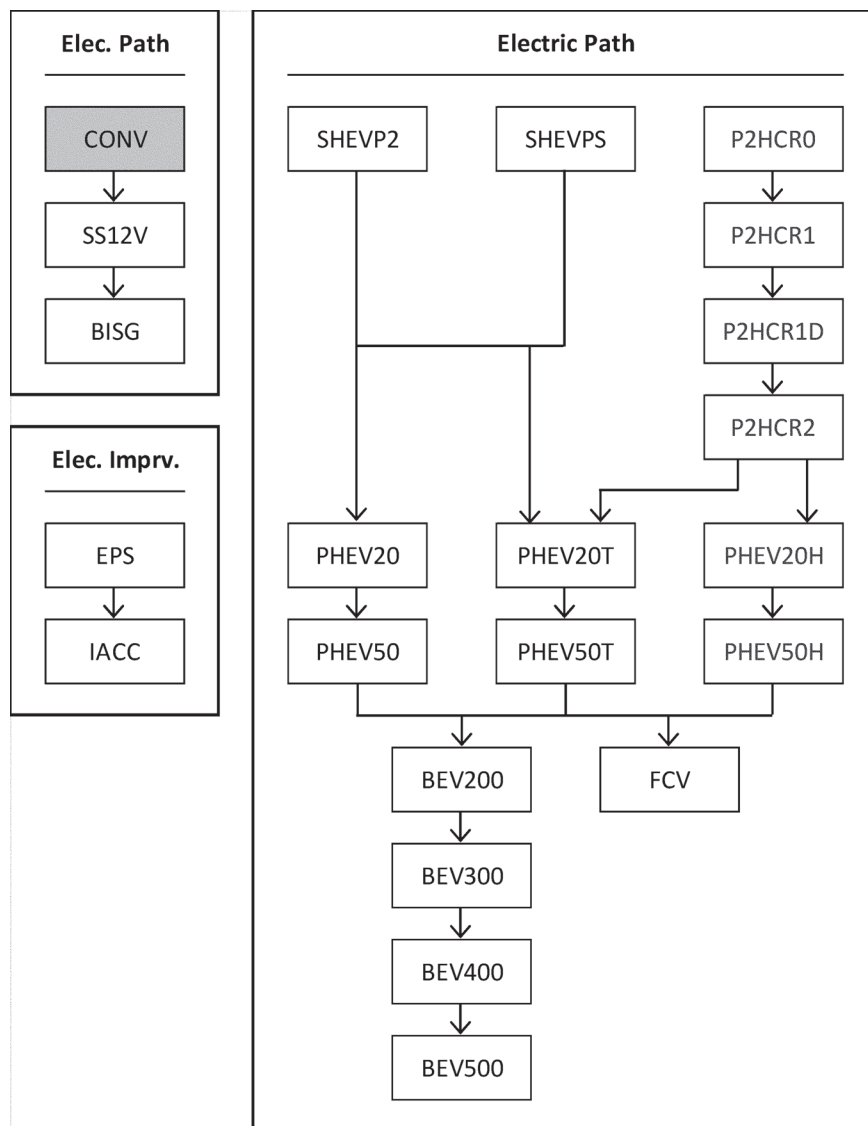 Elec. Path
CONV
SS12V
BISG
Elec. Imprv.
EPS
IACC
Electric Path
SHEVP2 SHEVPS P2HCR0
P2HCR1
P2HCR1D
P2HCR2
PHEV20 PHEV20T PHEV20H
PHEV50 PHEV50T PHEV50H
BEV200 FCV
BEV300
BEV400
BEV500